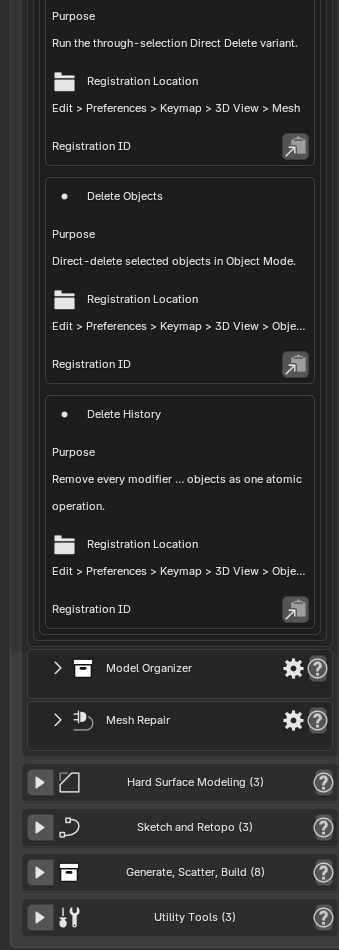 Purpose
Run the through-selection Direct Delete variant.
Registration Location
Edit > Preferences > Keymap > 3D View > Mesh
Registration ID
Delete Objects
Purpose
Direct-delete selected objects in Object Mode.
Registration Location
Edit > Preferences > Keymap > 3D View > Obje...
Registration ID
Delete History
Purpose
Remove every modifier ... objects as one atomic
operation.
Registration Location
Edit > Preferences > Keymap > 3D View > Obje...
Registration ID
Model Organizer
Mesh Repair
Hard Surface Modeling (3)
Sketch and Retopo (3)
Generate, Scatter, Build (8)
Utility Tools (3)